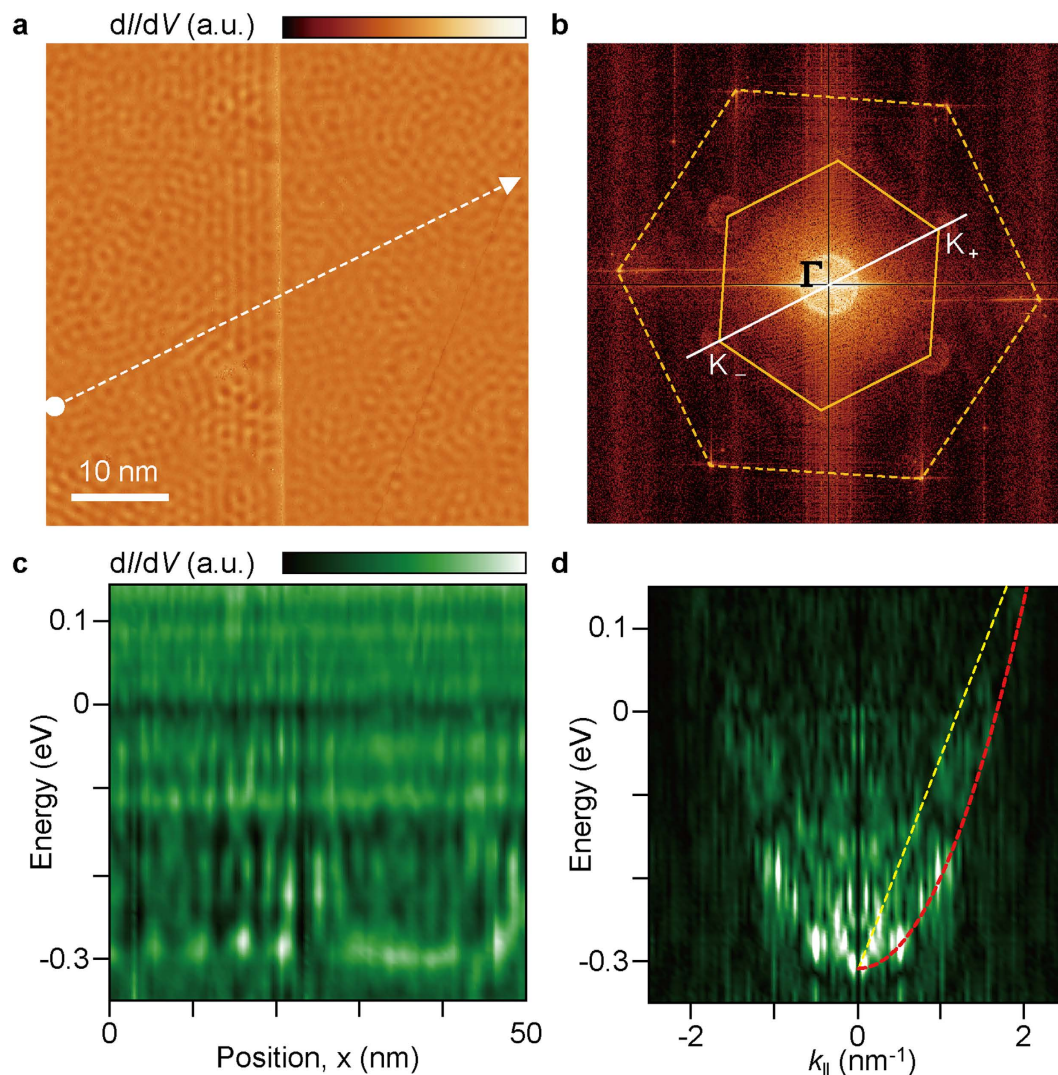 a
dI/dV (a.u.)
10 nm
b
Γ
K+
K−
c
dI/dV (a.u.)
0.1
0
-0.3
Energy (eV)
0
50
Position, x (nm)
d
0.1
0
-0.3
Energy (eV)
-2
0
2
k|| (nm-1)